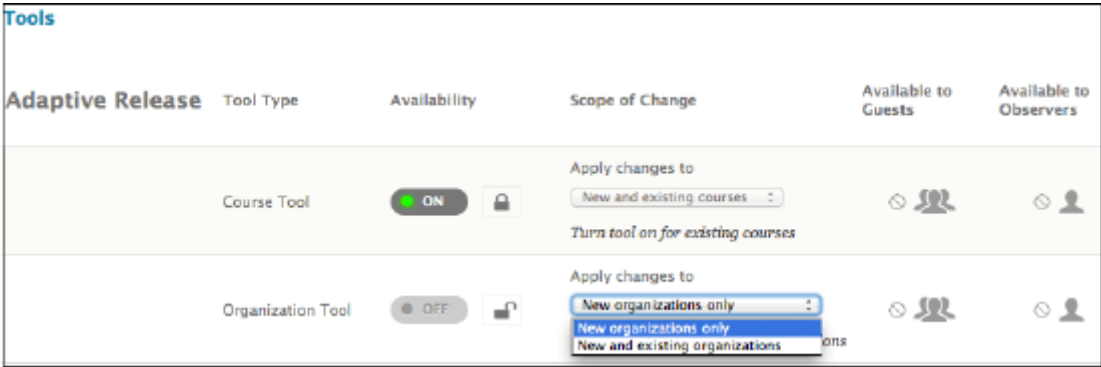 Tools
Adaptive Release Tool Type Availability Scope of Change Available to Guests Available to Observers
Apply changes to
Course Tool ON New and existing courses
Turn tool on for existing courses
Apply changes to
Organization Tool OFF New organizations only
New organizations only
New and existing organizations
ons